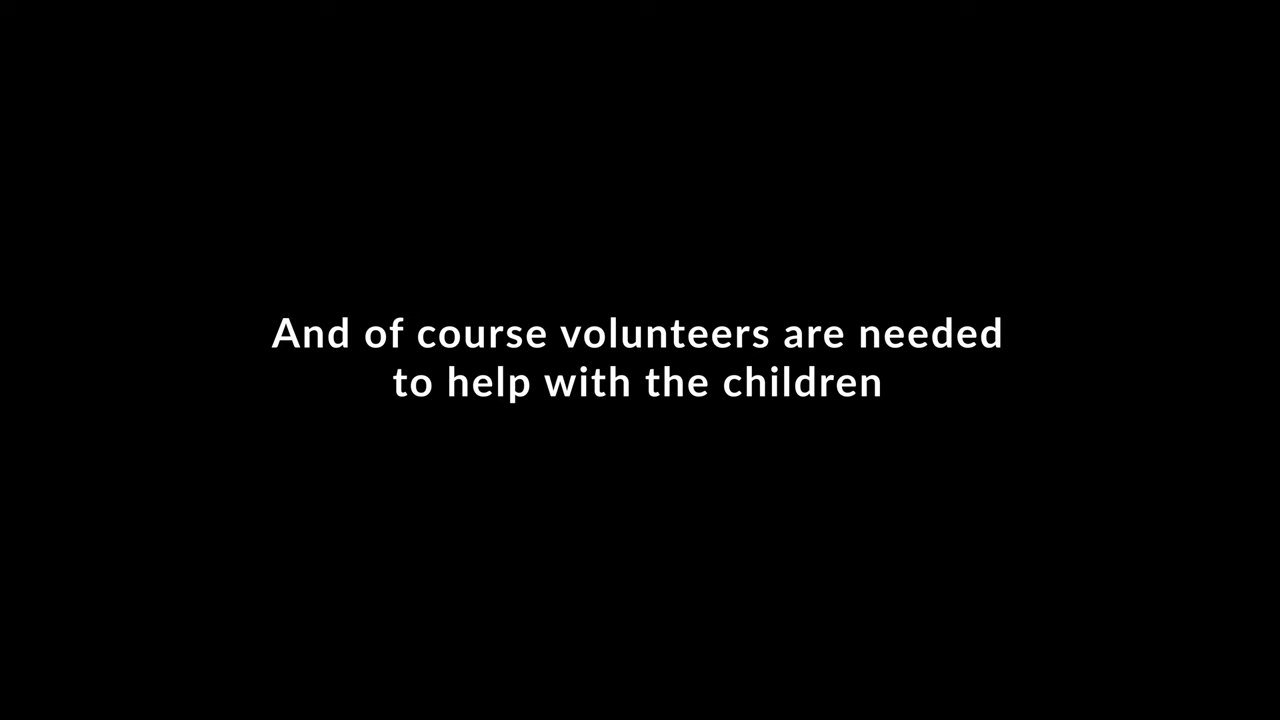 And of course volunteers are needed
to help with the children